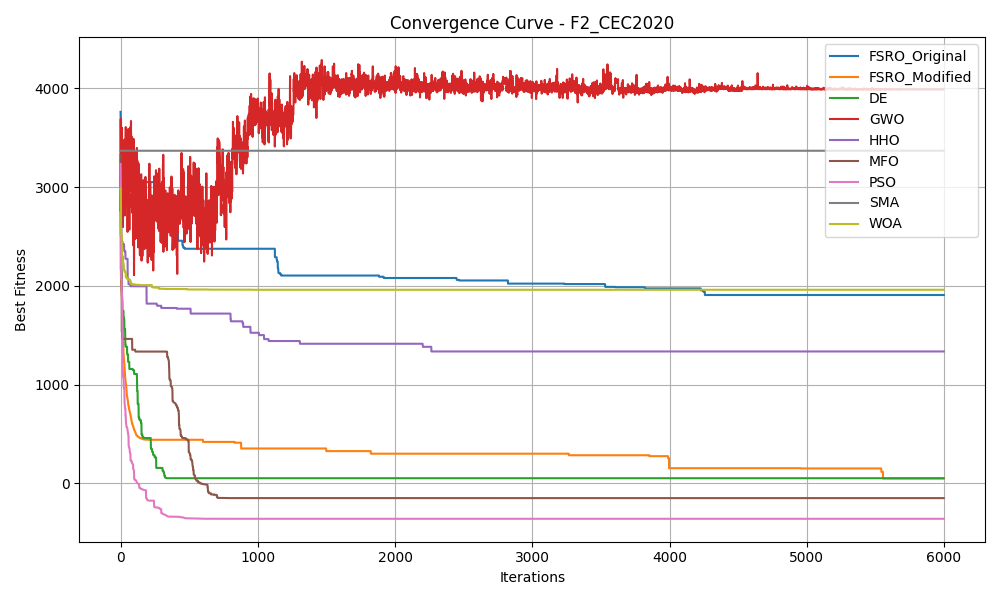 Convergence Curve - F2_CEC2020
FSRO_Original
FSRO_Modified
DE
GWO
HHO
MFO
PSO
SMA
WOA
Best Fitness
4000
3000
2000
1000
0
0
1000
2000
3000
4000
5000
6000
Iterations